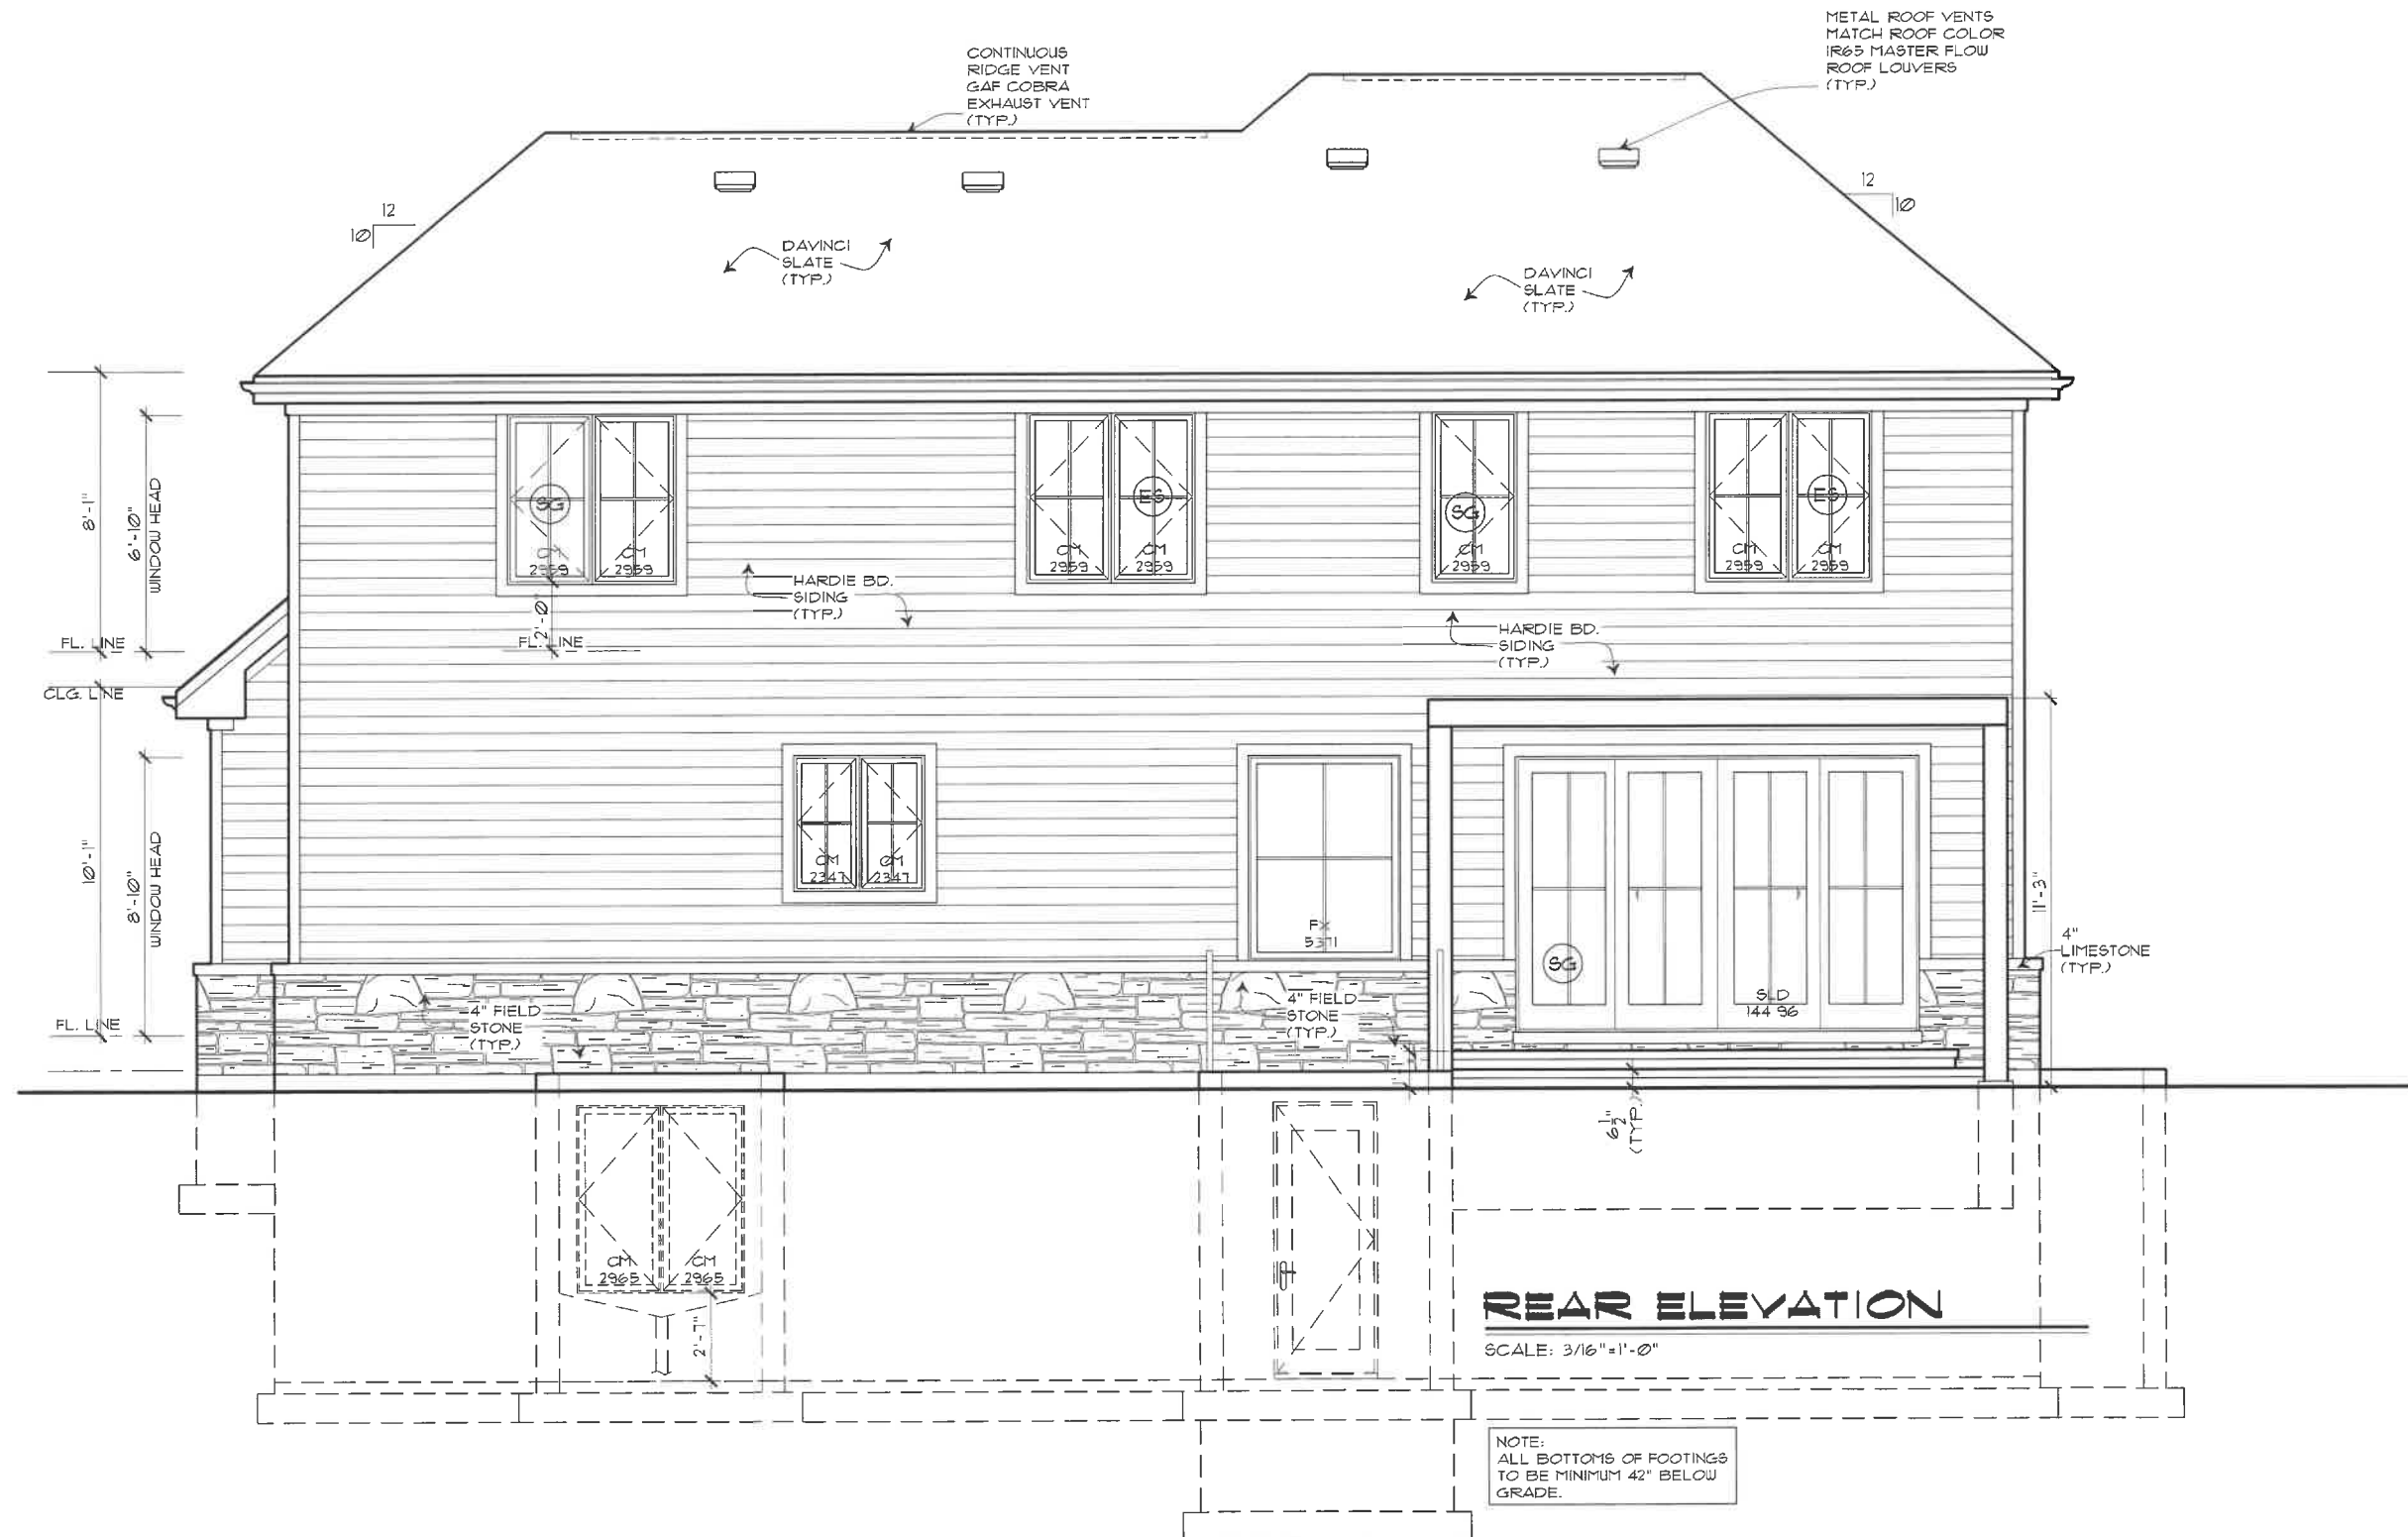 METAL ROOF VENTS
MATCH ROOF COLOR
IR65 MASTER FLOW
ROOF LOUVERS
(TYP.)
CONTINUOUS
RIDGE VENT
GAF COBRA
EXHAUST VENT
(TYP.)
12
10
12
10
DAVINCI
SLATE
(TYP.)
DAVINCI
SLATE
(TYP.)
8'-1"
6'-10"
WINDOW HEAD
SG
CM
2959
CM
2959
CM
2959
ES
CM
2959
SG
CM
2959
CM
2959
ES
CM
2959
HARDIE BD.
SIDING
(TYP.)
2'-0"
FL. LINE
FL. LINE
HARDIE BD.
SIDING
(TYP.)
CLG. LINE
10'-1"
8'-10"
WINDOW HEAD
CM
2347
CM
2347
FX
5371
SG
SLD
144 96
11'-3"
4"
LIMESTONE
(TYP.)
FL. LINE
4" FIELD
STONE
(TYP.)
4" FIELD
STONE
(TYP.)
6 1/2"
(TYP.)
CM
2965
CM
2965
2'-7"
REAR ELEVATION
SCALE: 3/16"=1'-0"
NOTE:
ALL BOTTOMS OF FOOTINGS
TO BE MINIMUM 42" BELOW
GRADE.